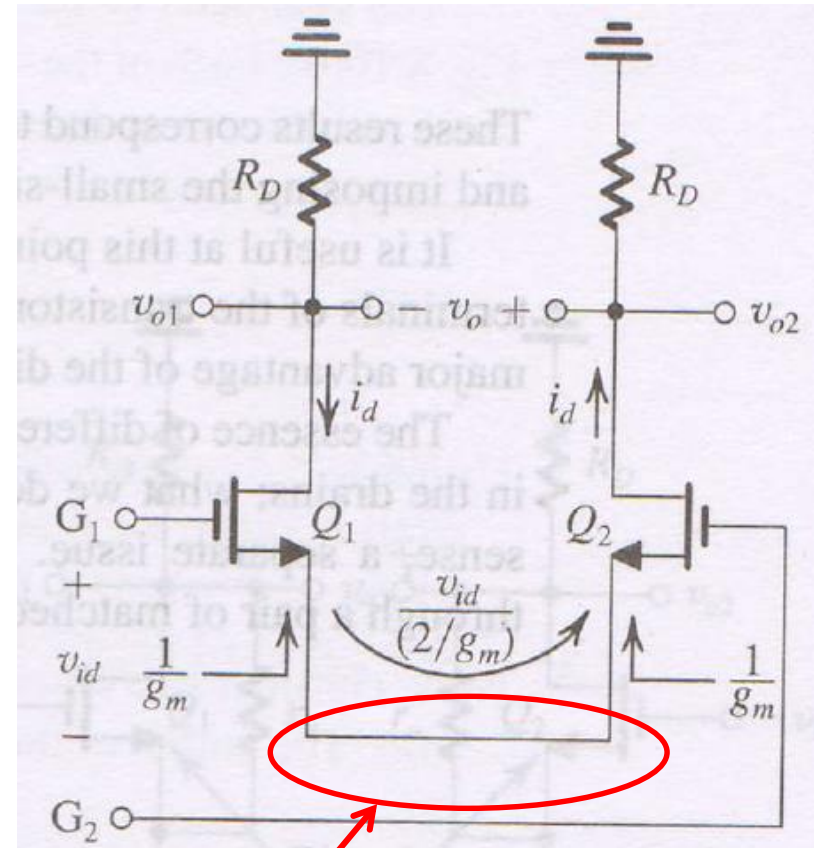 These results correspond t
and imposing the small-si
R_D
R_D
It is useful at this poin
terminals of the transistor
v_o1
− v_o +
v_o2
major advantage of the di
i_d
i_d
The essence of differe
in the drains; what we do
G_1
Q_1
Q_2
sense, a separate issue.
+
v_id
(2/g_m)
through a pair of matched
v_id
1
g_m
1
g_m
−
G_2